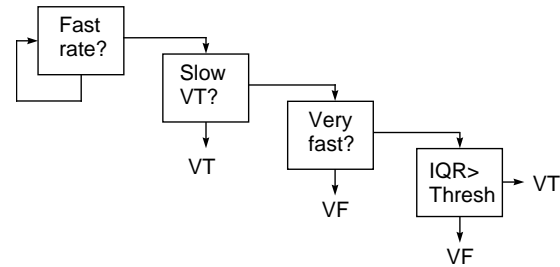 Fast
rate?
Slow
VT?
VT
Very
fast?
VF
IQR>
Thresh
VT
VF